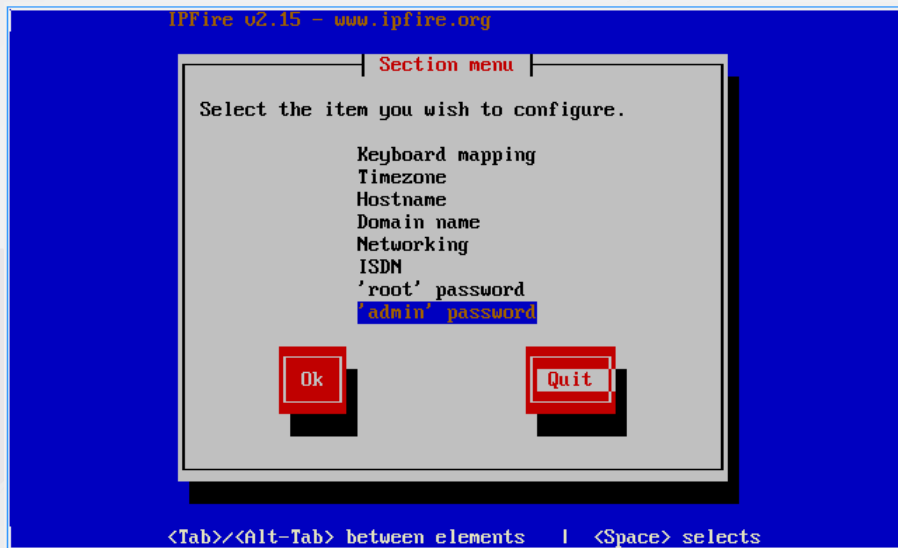 IPFire v2.15 - www.ipfire.org
Section menu
Select the item you wish to configure.
Keyboard mapping
Timezone
Hostname
Domain name
Networking
ISDN
'root' password
'admin' password
Ok Quit
<Tab>/<Alt-Tab> between elements | <Space> selects